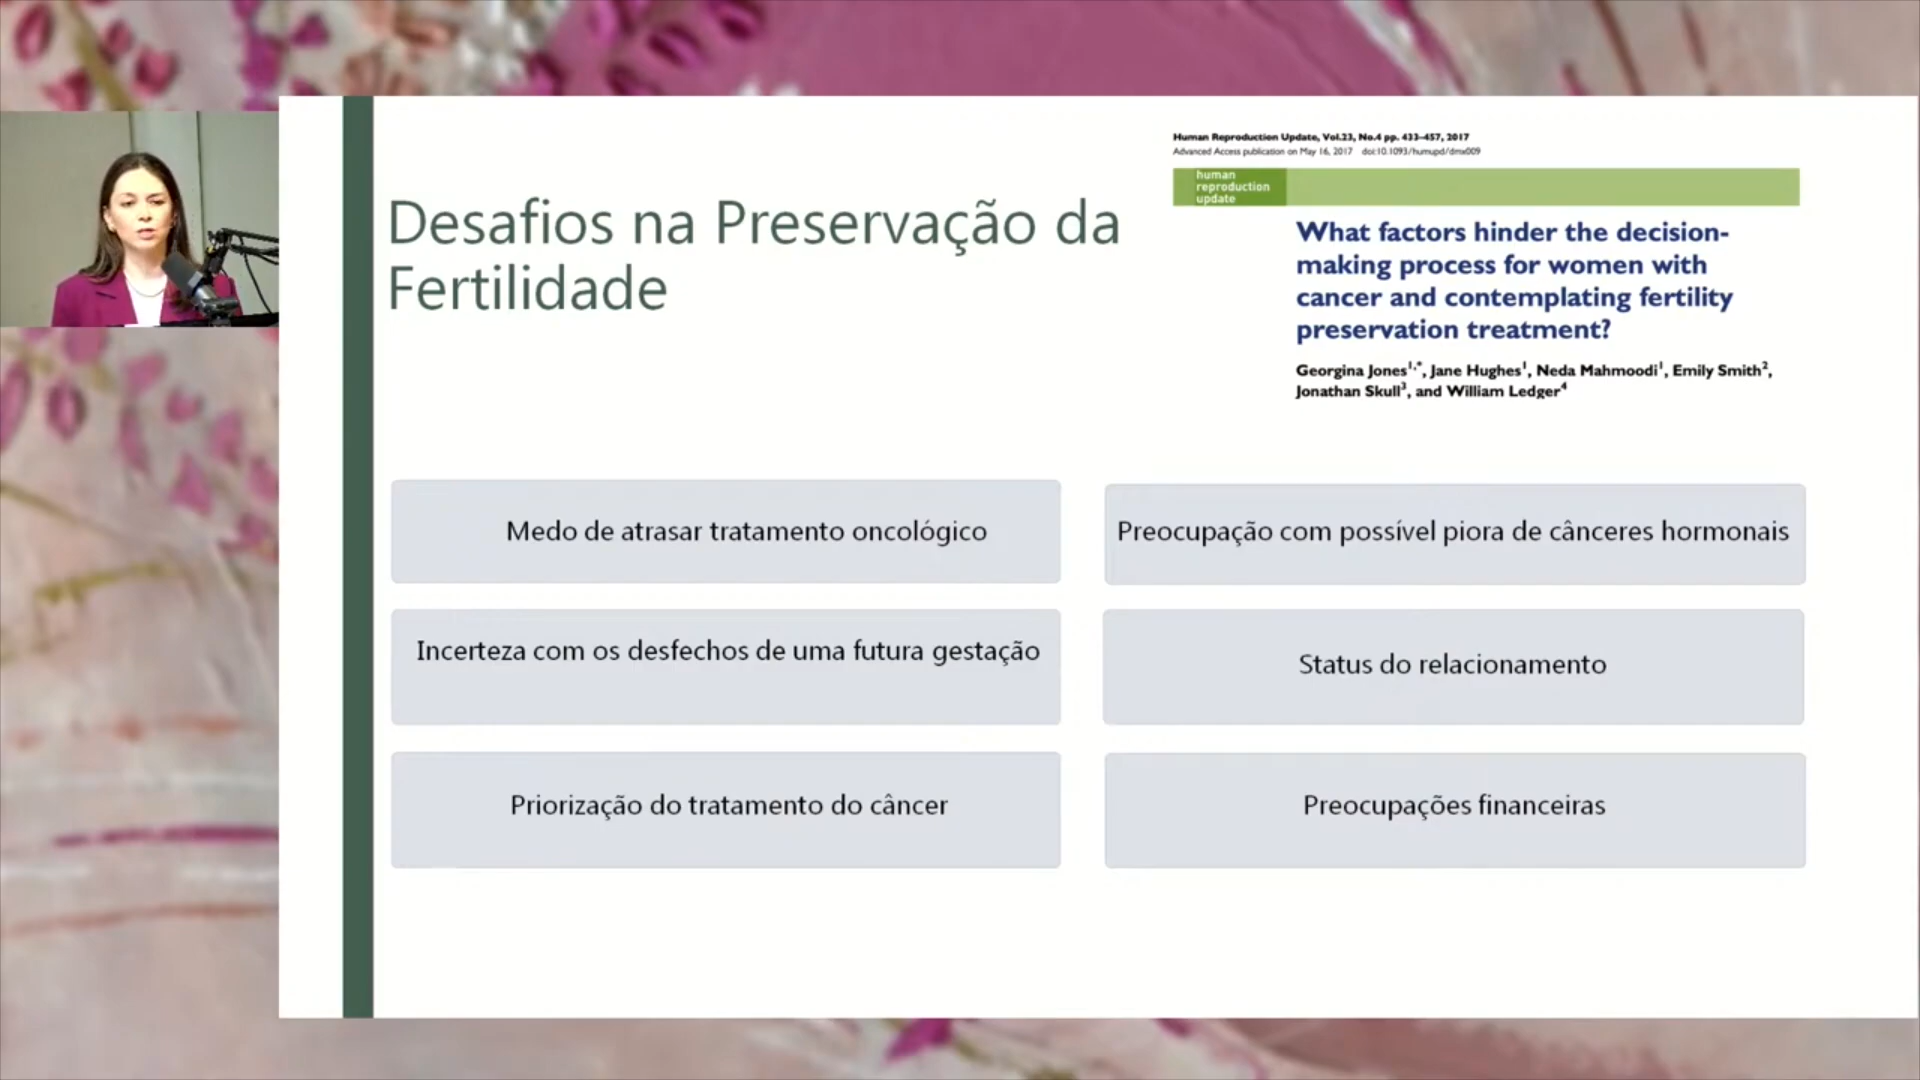 Human Reproduction Update, Vol.23, No.4 pp. 433–457, 2017
Advanced Access publication on May 16, 2017 doi:10.1093/humupd/dmx009
human
reproduction
update
Desafios na Preservação da
Fertilidade
What factors hinder the decision-
making process for women with
cancer and contemplating fertility
preservation treatment?
Georgina Jones1,*, Jane Hughes1, Neda Mahmoodi1, Emily Smith2,
Jonathan Skull3, and William Ledger4
Medo de atrasar tratamento oncológico
Preocupação com possível piora de cânceres hormonais
Incerteza com os desfechos de uma futura gestação
Status do relacionamento
Priorização do tratamento do câncer
Preocupações financeiras